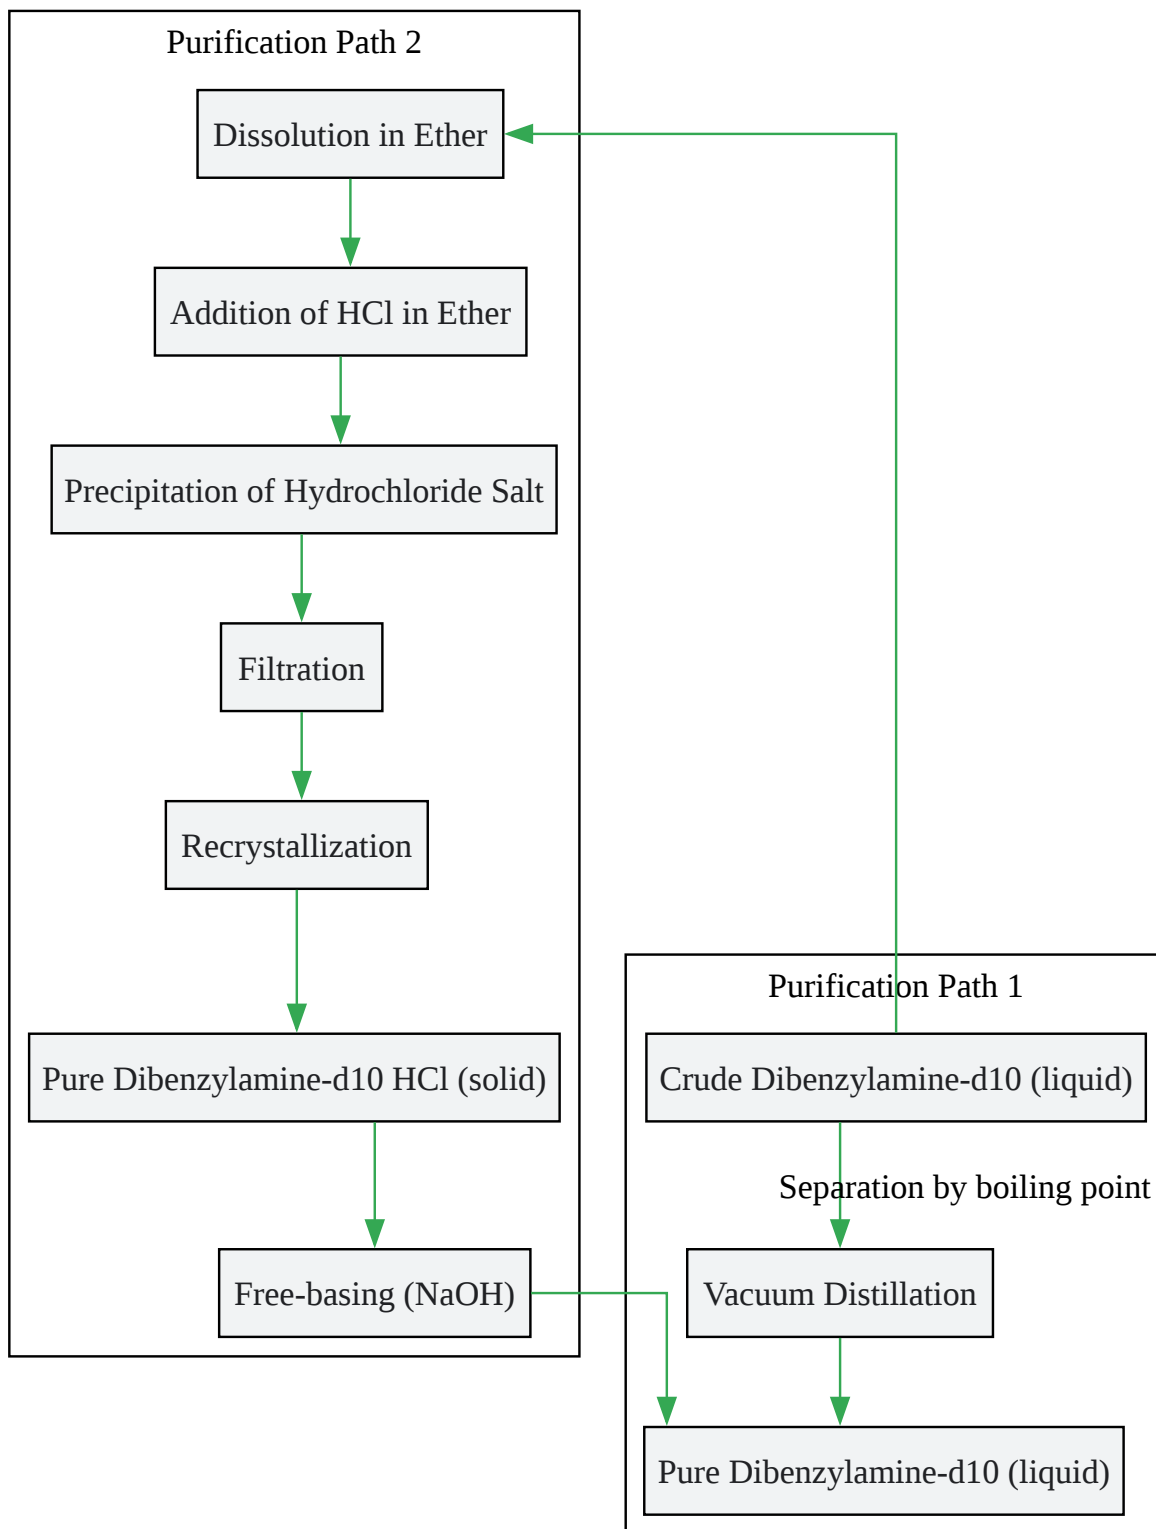 Purification Path 2
Dissolution in Ether
Addition of HCl in Ether
Precipitation of Hydrochloride Salt
Filtration
Recrystallization
Pure Dibenzylamine-d10 HCl (solid)
Free-basing (NaOH)
Purification Path 1
Crude Dibenzylamine-d10 (liquid)
Separation by boiling point
Vacuum Distillation
Pure Dibenzylamine-d10 (liquid)